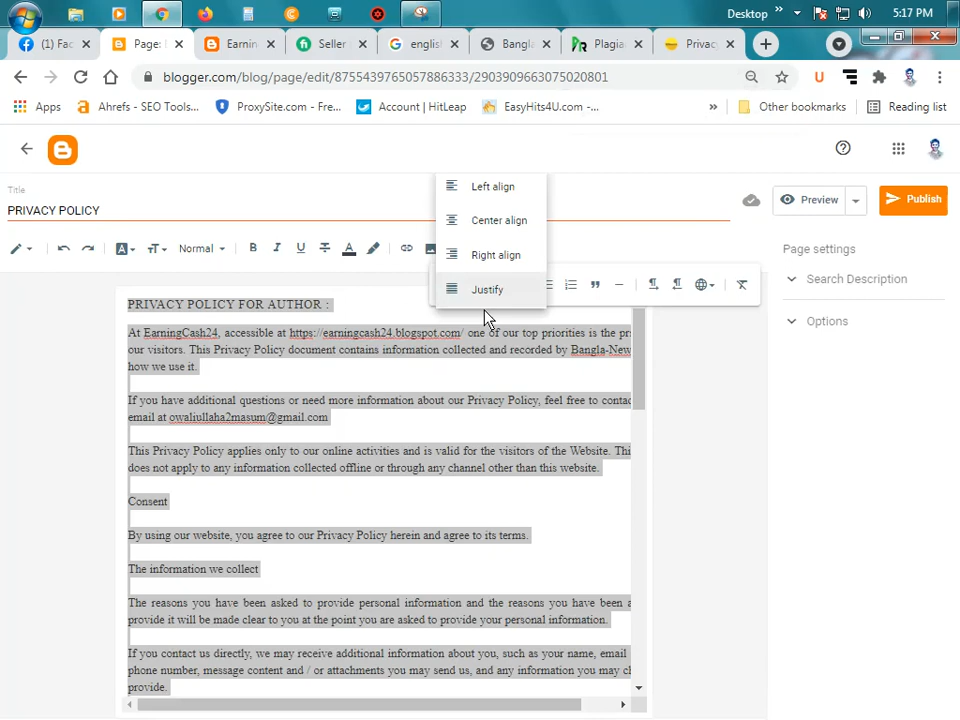 Desktop
»
5:17 PM
(1) Fac
Page:
Earnin
Seller
english
Bangla
Plagia
Privac
blogger.com/blog/page/edit/8755439765057886333/2903909663075020801
Apps
Ahrefs - SEO Tools...
ProxySite.com - Fre...
Account | HitLeap
EasyHits4U.com -...
»
Other bookmarks
Reading list
Title
PRIVACY POLICY
Preview
Publish
Normal
Left align
Center align
Right align
Justify
Page settings
Search Description
Options
PRIVACY POLICY FOR AUTHOR :
At EarningCash24, accessible at https://earningcash24.blogspot.com/ one of our top priorities is the pri
our visitors. This Privacy Policy document contains information collected and recorded by Bangla-New
how we use it.
If you have additional questions or need more information about our Privacy Policy, feel free to contac
email at owaliullaha2masum@gmail.com
This Privacy Policy applies only to our online activities and is valid for the visitors of the Website. Thi
does not apply to any information collected offline or through any channel other than this website.
Consent
By using our website, you agree to our Privacy Policy herein and agree to its terms.
The information we collect
The reasons you have been asked to provide personal information and the reasons you have been a
provide it will be made clear to you at the point you are asked to provide your personal information.
If you contact us directly, we may receive additional information about you, such as your name, email
phone number, message content and / or attachments you may send us, and any information you may ch
provide.